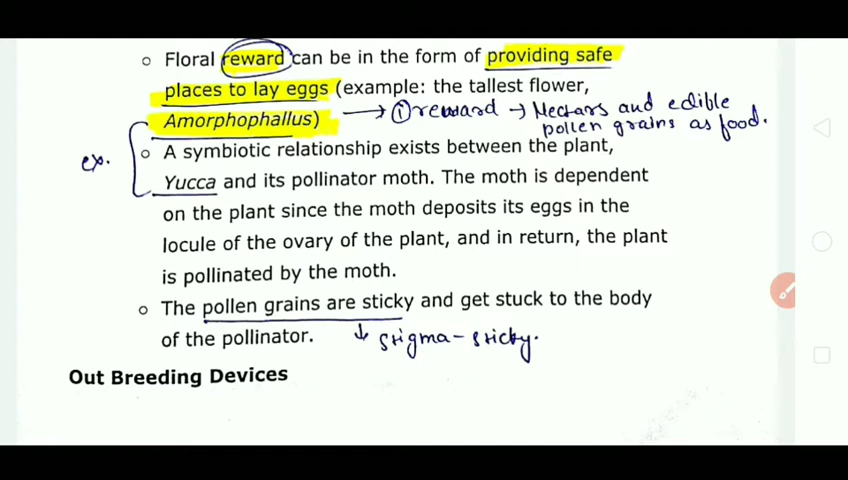 Floral reward can be in the form of providing safe
places to lay eggs (example: the tallest flower,
Amorphophallus) → ① reward → Nectars and edible
pollen grains as food.
ex.
A symbiotic relationship exists between the plant,
Yucca and its pollinator moth. The moth is dependent
on the plant since the moth deposits its eggs in the
locule of the ovary of the plant, and in return, the plant
is pollinated by the moth.
The pollen grains are sticky and get stuck to the body
of the pollinator. ↓ stigma - sticky.
Out Breeding Devices